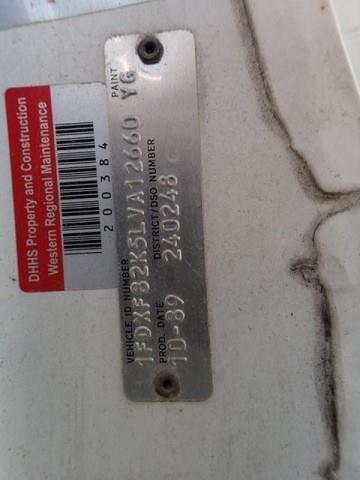 DHHS Property and Construction
Western Regional Maintenance
200384
VEHICLE ID NUMBER
PAINT
1FDXF82K5LVA12660 YG
PROD. DATE
DISTRICT/DSO NUMBER
10-89 240248